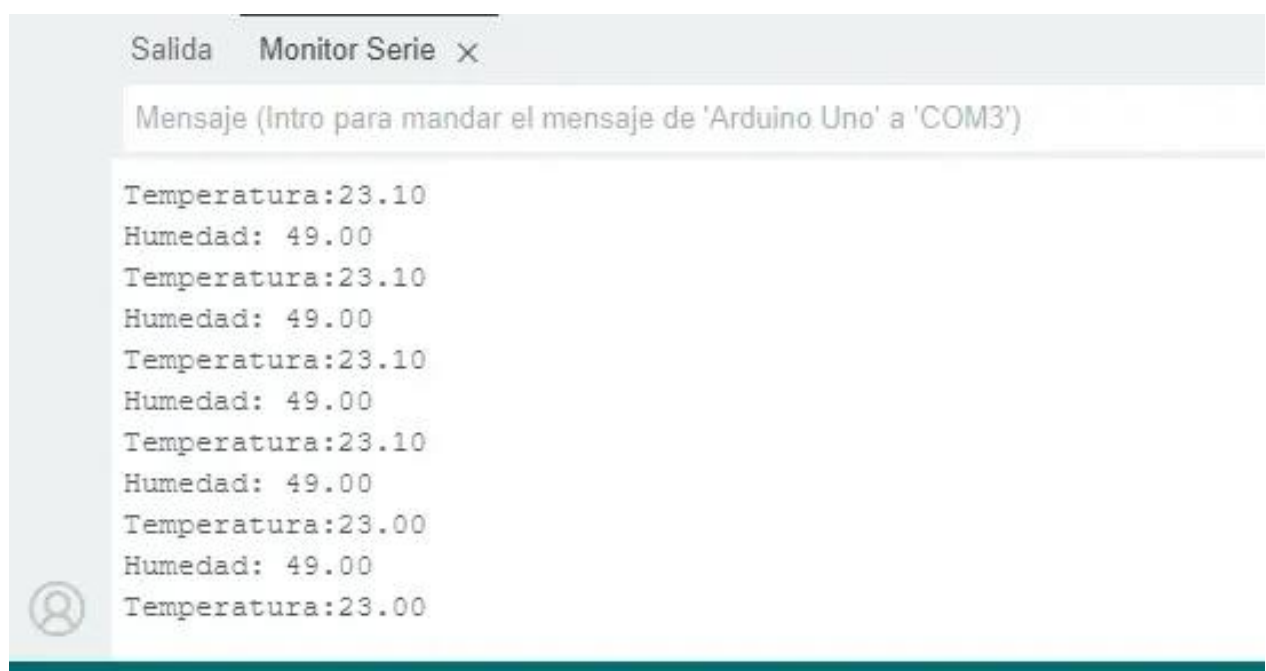 Salida Monitor Serie ×
Mensaje (Intro para mandar el mensaje de 'Arduino Uno' a 'COM3')
Temperatura:23.10
Humedad: 49.00
Temperatura:23.10
Humedad: 49.00
Temperatura:23.10
Humedad: 49.00
Temperatura:23.10
Humedad: 49.00
Temperatura:23.00
Humedad: 49.00
Temperatura:23.00